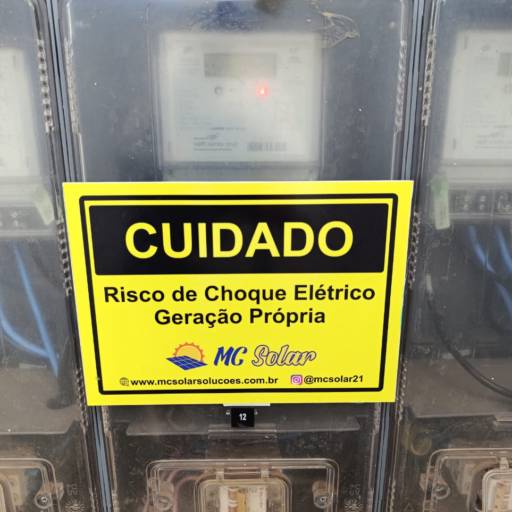 CUIDADO
Risco de Choque Elétrico
Geração Própria
MC Solar
www.mcsolarsolucoes.com.br @mcsolar21
12